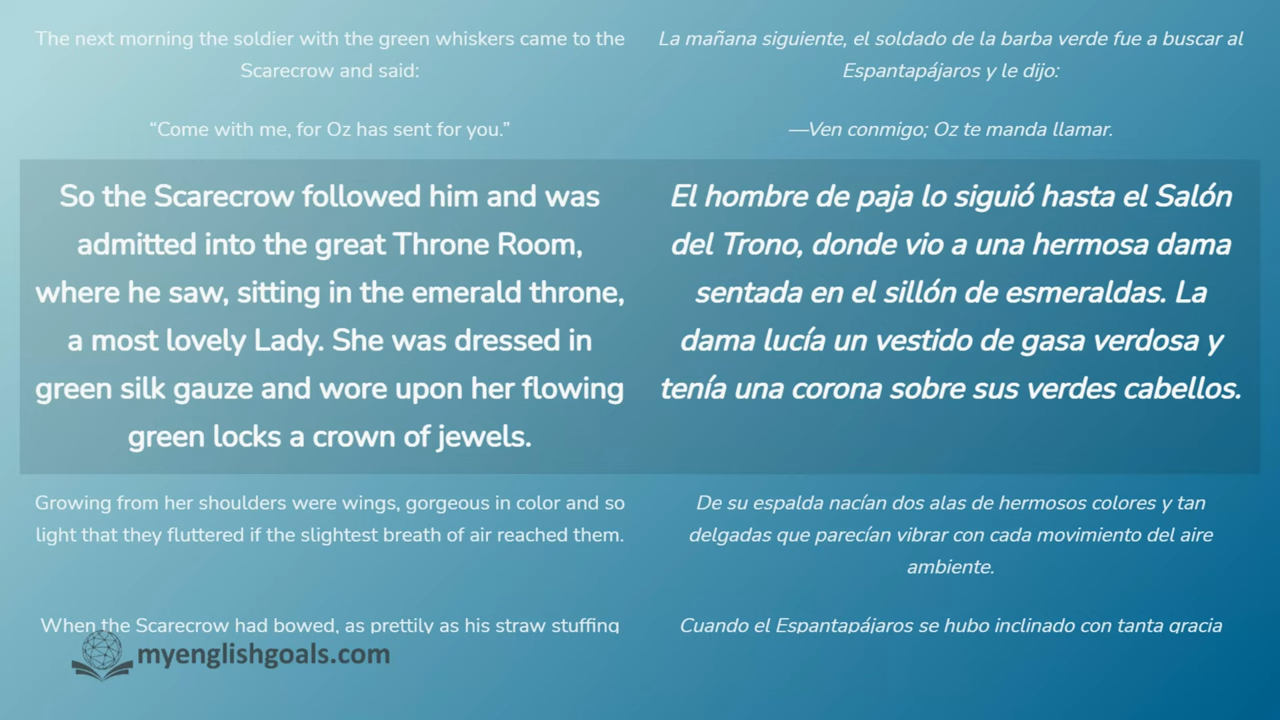 The next morning the soldier with the green whiskers came to the
Scarecrow and said:
“Come with me, for Oz has sent for you.”
So the Scarecrow followed him and was
admitted into the great Throne Room,
where he saw, sitting in the emerald throne,
a most lovely Lady. She was dressed in
green silk gauze and wore upon her flowing
green locks a crown of jewels.
Growing from her shoulders were wings, gorgeous in color and so
light that they fluttered if the slightest breath of air reached them.
When the Scarecrow had bowed, as prettily as his straw stuffing
La mañana siguiente, el soldado de la barba verde fue a buscar al
Espantapájaros y le dijo:
—Ven conmigo; Oz te manda llamar.
El hombre de paja lo siguió hasta el Salón
del Trono, donde vio a una hermosa dama
sentada en el sillón de esmeraldas. La
dama lucía un vestido de gasa verdosa y
tenía una corona sobre sus verdes cabellos.
De su espalda nacían dos alas de hermosos colores y tan
delgadas que parecían vibrar con cada movimiento del aire
ambiente.
Cuando el Espantapájaros se hubo inclinado con tanta gracia
myenglishgoals.com